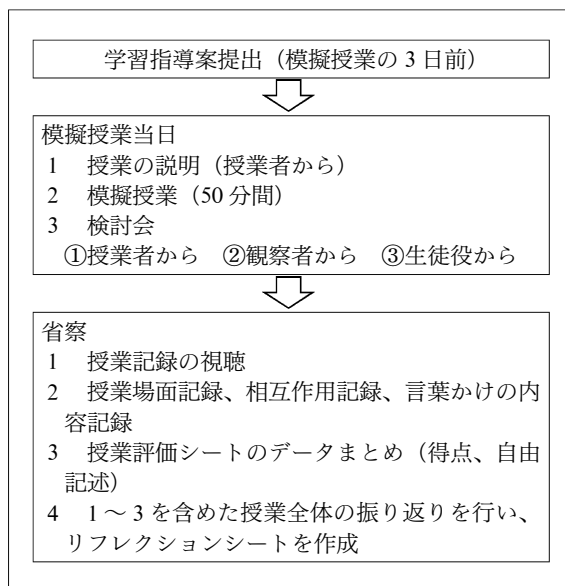 学習指導案提出（模擬授業の 3 日前）
模擬授業当日
1　授業の説明（授業者から）
2　模擬授業（50 分間）
3　検討会
①授業者から　②観察者から　③生徒役から
省察
1　授業記録の視聴
2　授業場面記録、相互作用記録、言葉かけの内
容記録
3　授業評価シートのデータまとめ（得点、自由
記述）
4　1～3 を含めた授業全体の振り返りを行い、
リフレクションシートを作成